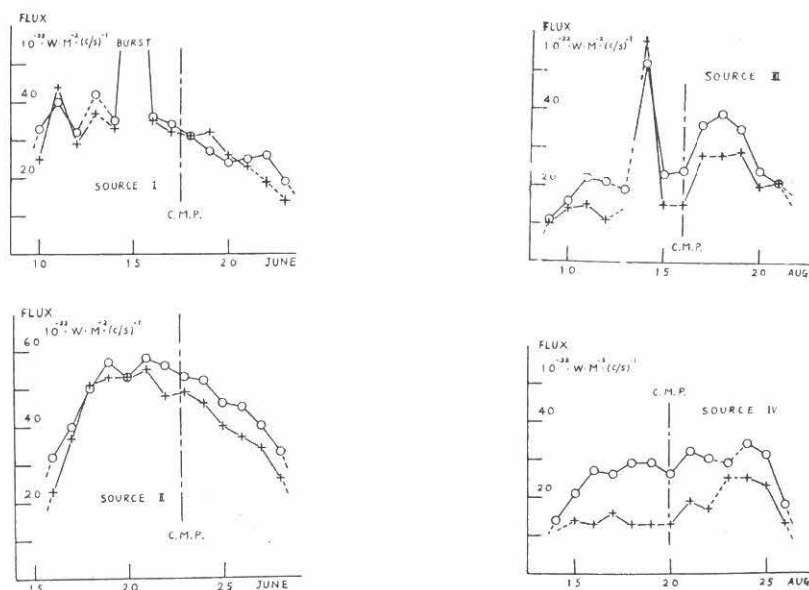 FLUX
10⁻²² W·M⁻²(c/s)⁻¹
BURST
40
20
SOURCE I
C.M.P.
10 15 20 JUNE
FLUX
10⁻²² W·M⁻²(c/s)⁻¹
40
20
SOURCE III
C.M.P.
10 15 20 AUG
FLUX
10⁻²² W·M⁻²(c/s)⁻¹
60
40
20
SOURCE II
C.M.P.
15 20 25 JUNE
FLUX
10⁻²² W·M⁻²(c/s)⁻¹
40
20
C.M.P.
SOURCE IV
15 20 25 AUG